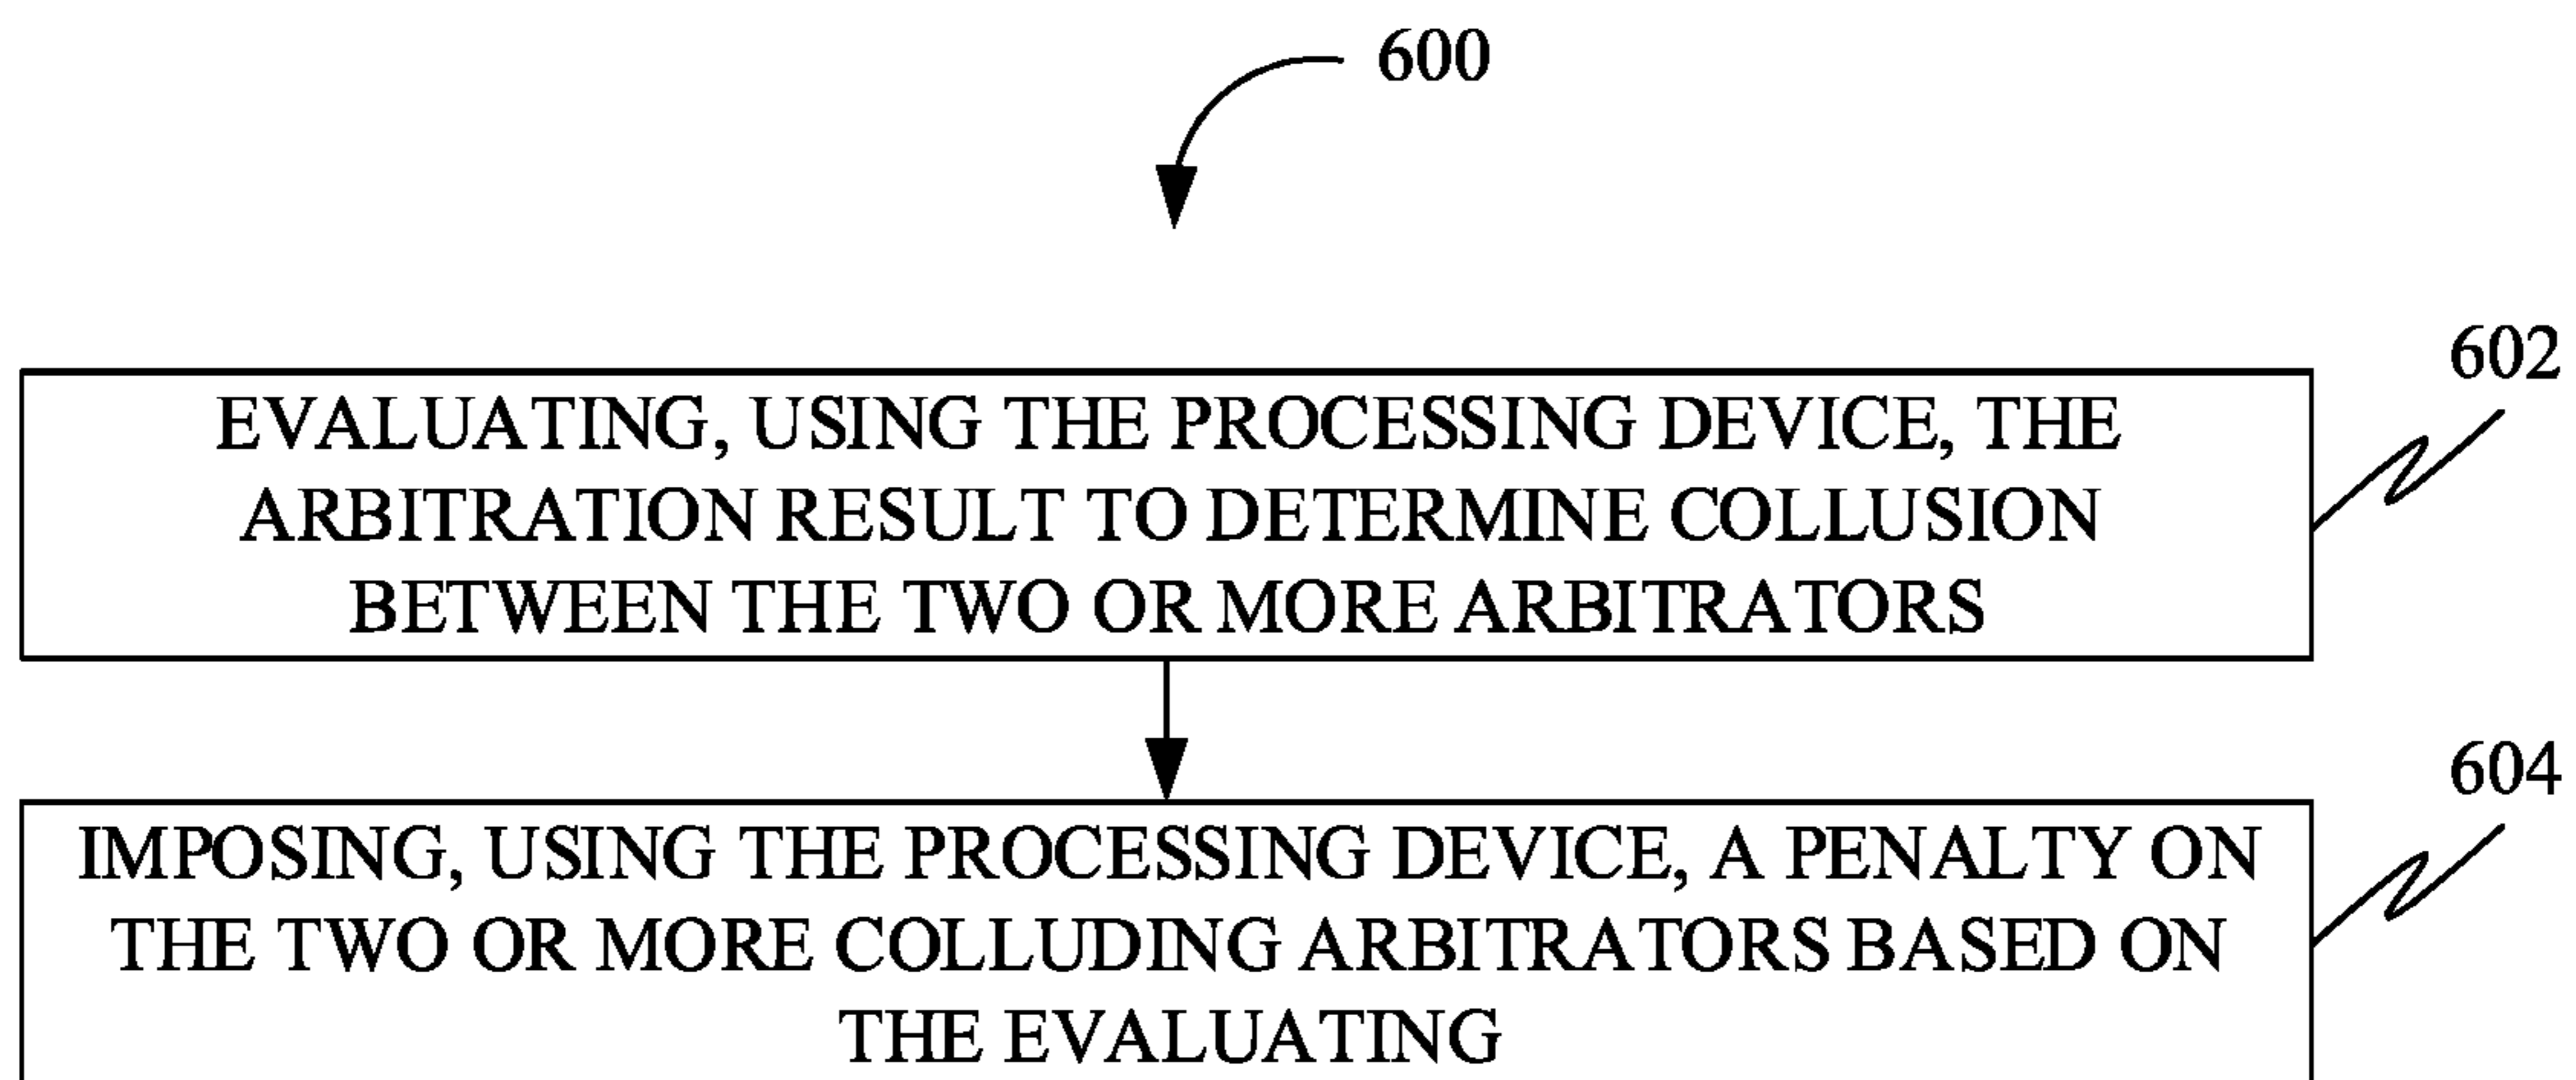 600
602
EVALUATING, USING THE PROCESSING DEVICE, THE
ARBITRATION RESULT TO DETERMINE COLLUSION
BETWEEN THE TWO OR MORE ARBITRATORS
604
IMPOSING, USING THE PROCESSING DEVICE, A PENALTY ON
THE TWO OR MORE COLLUDING ARBITRATORS BASED ON
THE EVALUATING